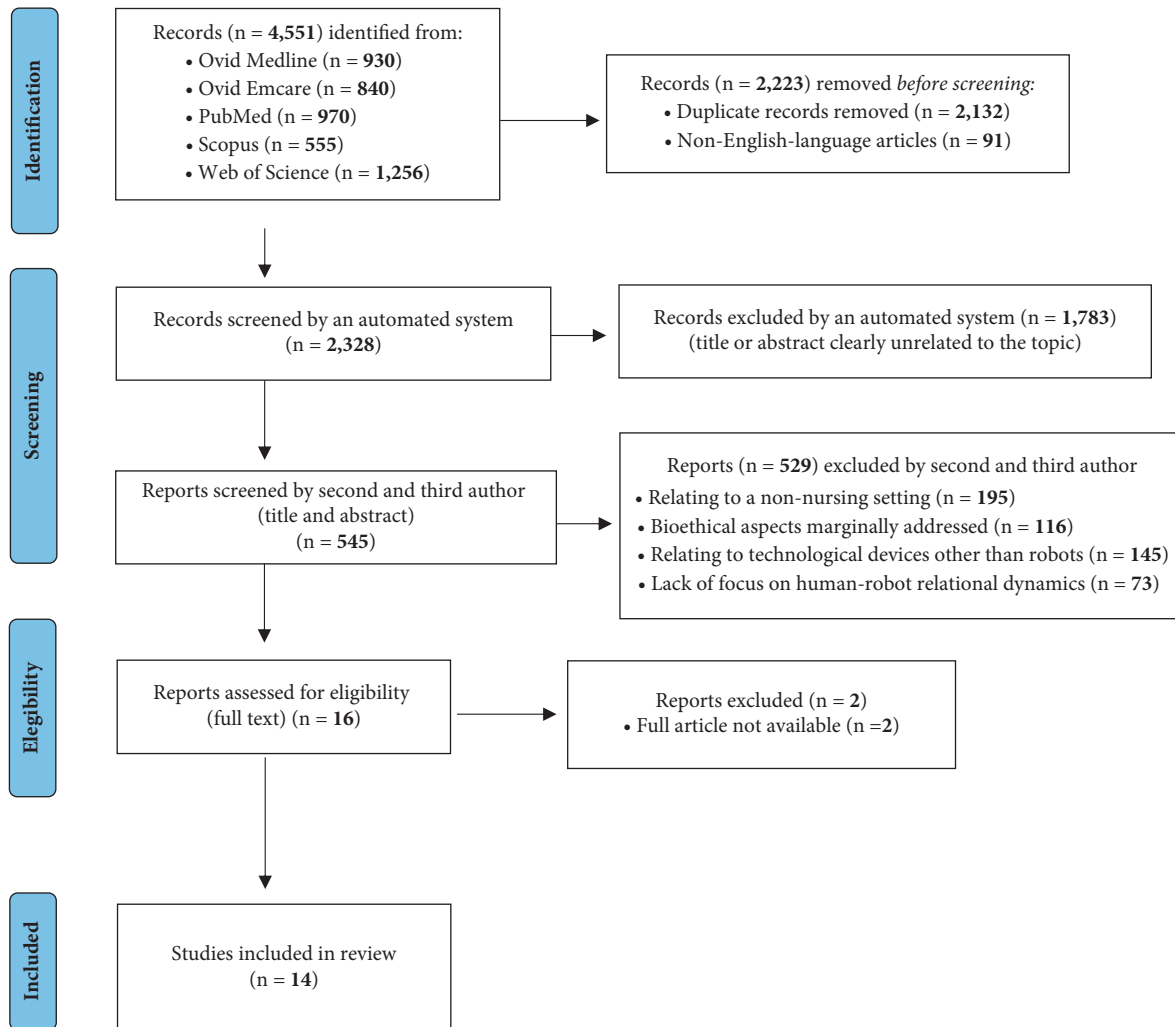 Identification
Records (n = 4,551) identified from:
• Ovid Medline (n = 930)
• Ovid Emcare (n = 840)
• PubMed (n = 970)
• Scopus (n = 555)
• Web of Science (n = 1,256)
Records (n = 2,223) removed before screening:
• Duplicate records removed (n = 2,132)
• Non-English-language articles (n = 91)
Screening
Records screened by an automated system
(n = 2,328)
Records excluded by an automated system (n = 1,783)
(title or abstract clearly unrelated to the topic)
Reports screened by second and third author
(title and abstract)
(n = 545)
Reports (n = 529) excluded by second and third author
• Relating to a non-nursing setting (n = 195)
• Bioethical aspects marginally addressed (n = 116)
• Relating to technological devices other than robots (n = 145)
• Lack of focus on human-robot relational dynamics (n = 73)
Elegibility
Reports assessed for eligibility
(full text) (n = 16)
Reports excluded (n = 2)
• Full article not available (n =2)
Included
Studies included in review
(n = 14)